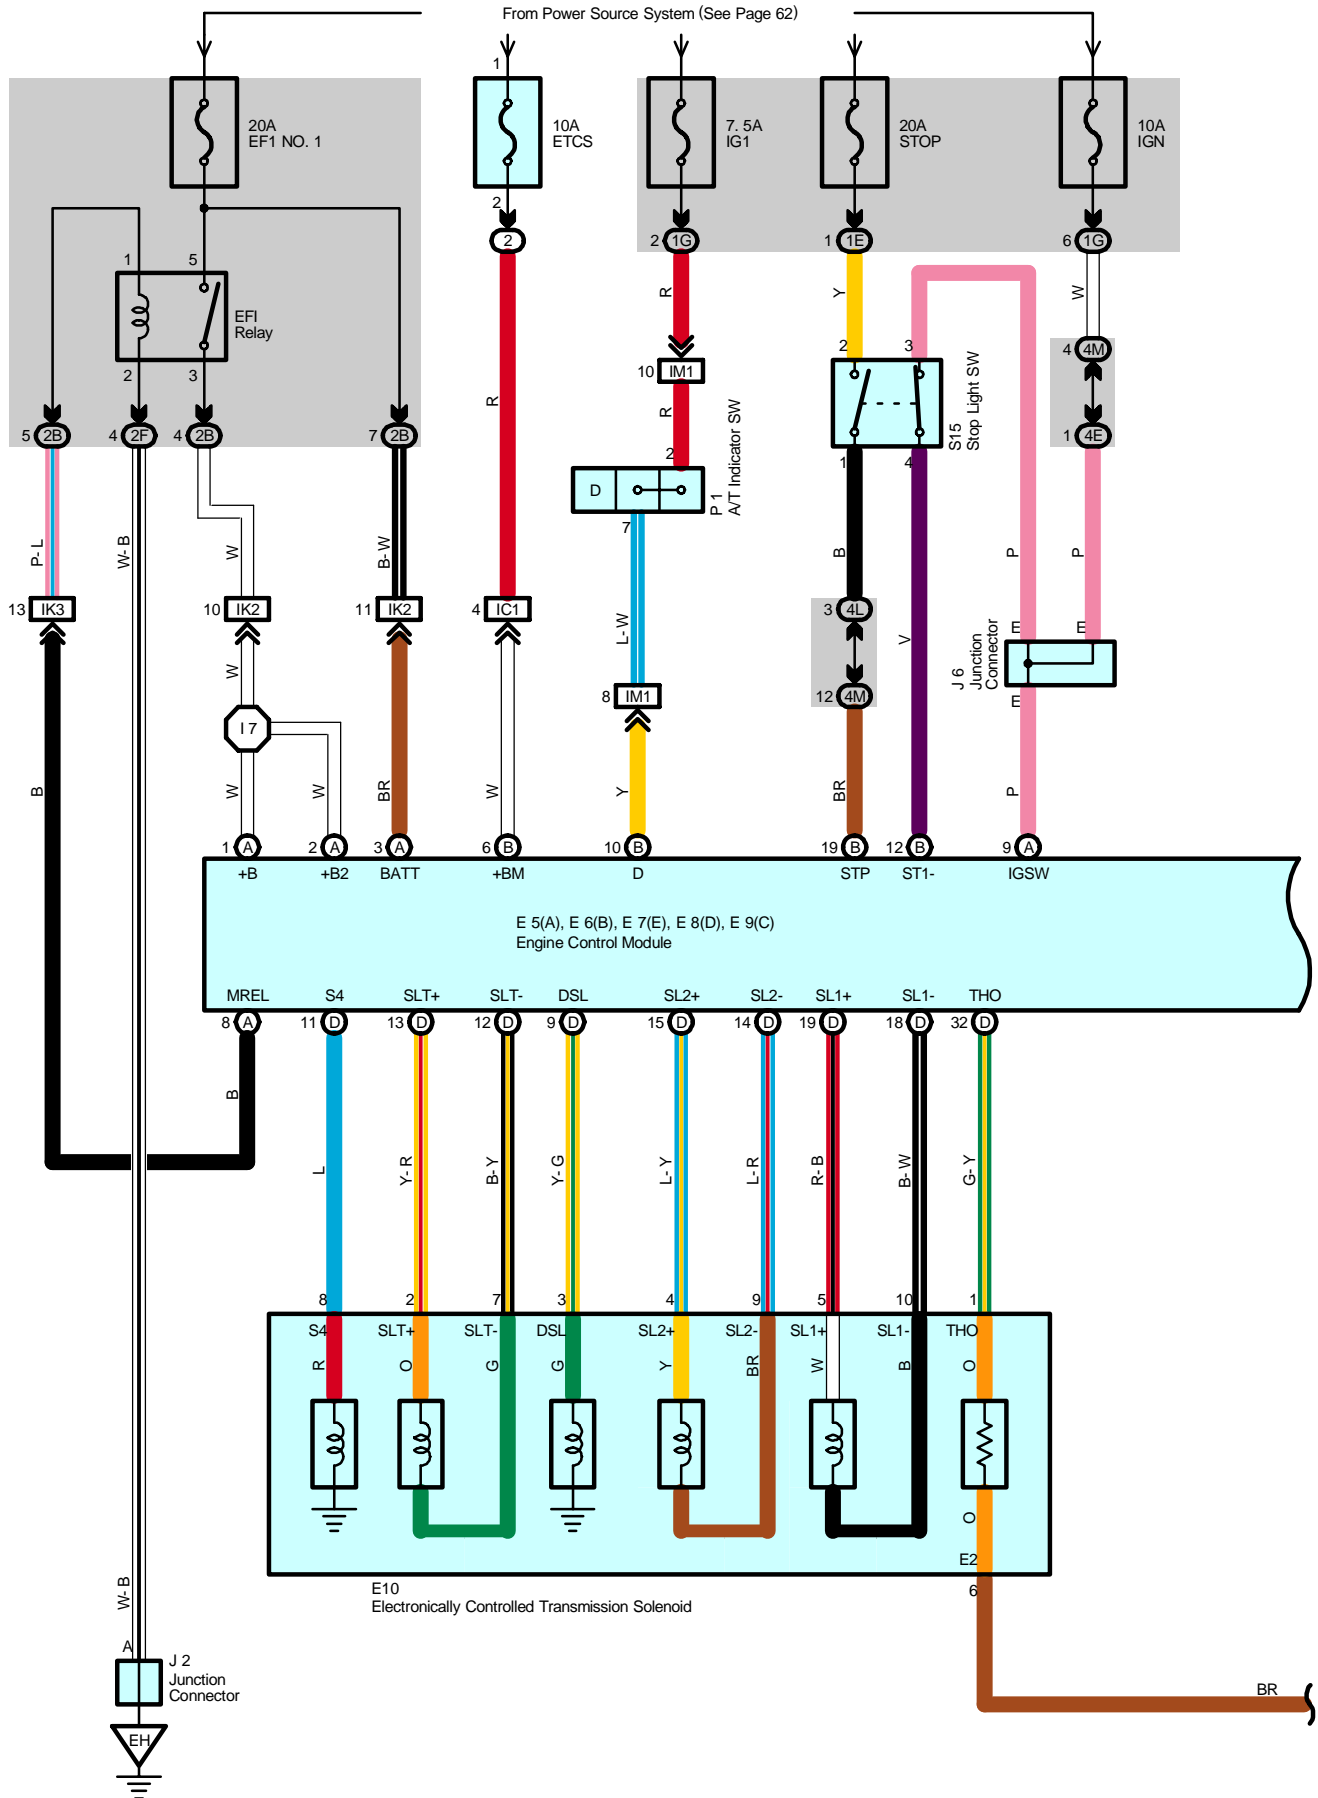 From Power Source System (See Page 62)
1
20A
EF1 NO. 1
10A
ETCS
7. 5A
IG1
20A
STOP
10A
IGN
2
2
2 1G
1 1E
6 1G
1
5
EFI
Relay
2
3
R
Y
W
2
3
4 4M
10 IM1
R
R
2
S15
Stop Light SW
5 2B
4 2F
4 2B
7 2B
1 4E
1
4
D
P 1
A/T Indicator SW
7
P- L
W- B
W
B- W
B
P
P
13 IK3
10 IK2
11 IK2
4 IC1
3 4L
L- W
V
E
E
J 6
Junction
Connector
W
8 IM1
12 4M
E
I 7
B
W
W
BR
W
Y
BR
P
1 A
2 A
3 A
6 B
10 B
19 B
12 B
9 A
+B
+B2
BATT
+BM
D
STP
ST1-
IGSW
E 5(A), E 6(B), E 7(E), E 8(D), E 9(C)
Engine Control Module
MREL
S4
SLT+
SLT-
DSL
SL2+
SL2-
SL1+
SL1-
THO
8 A
11 D
13 D
12 D
9 D
15 D
14 D
19 D
18 D
32 D
B
L
Y- R
B- Y
Y- G
L- Y
L- R
R- B
B- W
G- Y
8
2
7
3
4
9
5
10
1
S4
SLT+
SLT-
DSL
SL2+
SL2-
SL1+
SL1-
THO
R
O
G
G
Y
BR
W
B
O
O
E2
6
E10
Electronically Controlled Transmission Solenoid
W- B
A
J 2
Junction
Connector
EH
BR